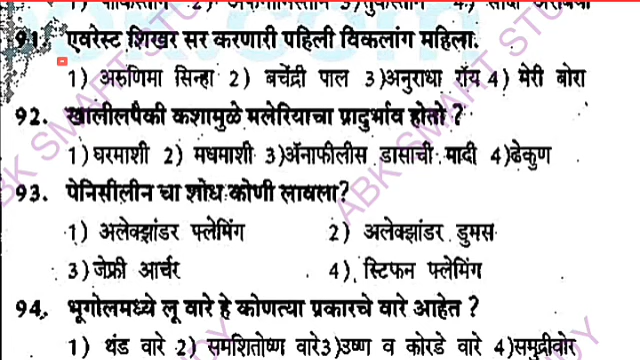 91. एवरेस्ट शिखर सर करणारी पहिली विकलांग महिला.
1) अरुणिमा सिन्हा 2) बचेंद्री पाल 3)अनुराधा रॉय 4) मेरी बोरा
92. खालीलपैकी कशामुळे मलेरियाचा प्रादुर्भाव होतो ?
1)घरमाशी 2) मधमाशी 3)ॲनाफीलीस डासाची मादी 4)ढेकुण
93. पेनिसीलीन चा शोध कोणी लावला?
1) अलेक्झांडर फ्लेमिंग 2) अलेक्झांडर डुमस
3)जेफ्री आर्चर 4) स्टिफन फ्लेमिंग
94. भूगोलमध्ये लू वारे हे कोणत्या प्रकारचे वारे आहेत ?
1) थंड वारे 2) समशितोष्ण वारे3)उष्ण व कोरडे वारे 4)समुद्रीवोर